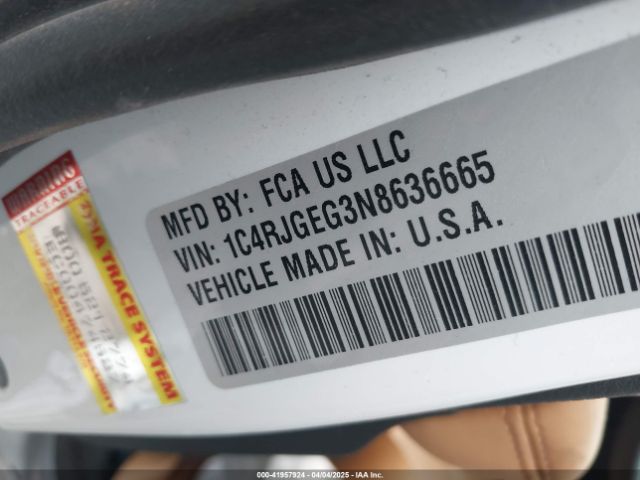 WARNING
TRACEABLE
DNA TRACE SYSTEM
MFD BY: FCA US LLC
VIN: 1C4RJGEG3N8636665
VEHICLE MADE IN: U.S.A.
000-41957924 | 04/04/2025 | IAA Inc.